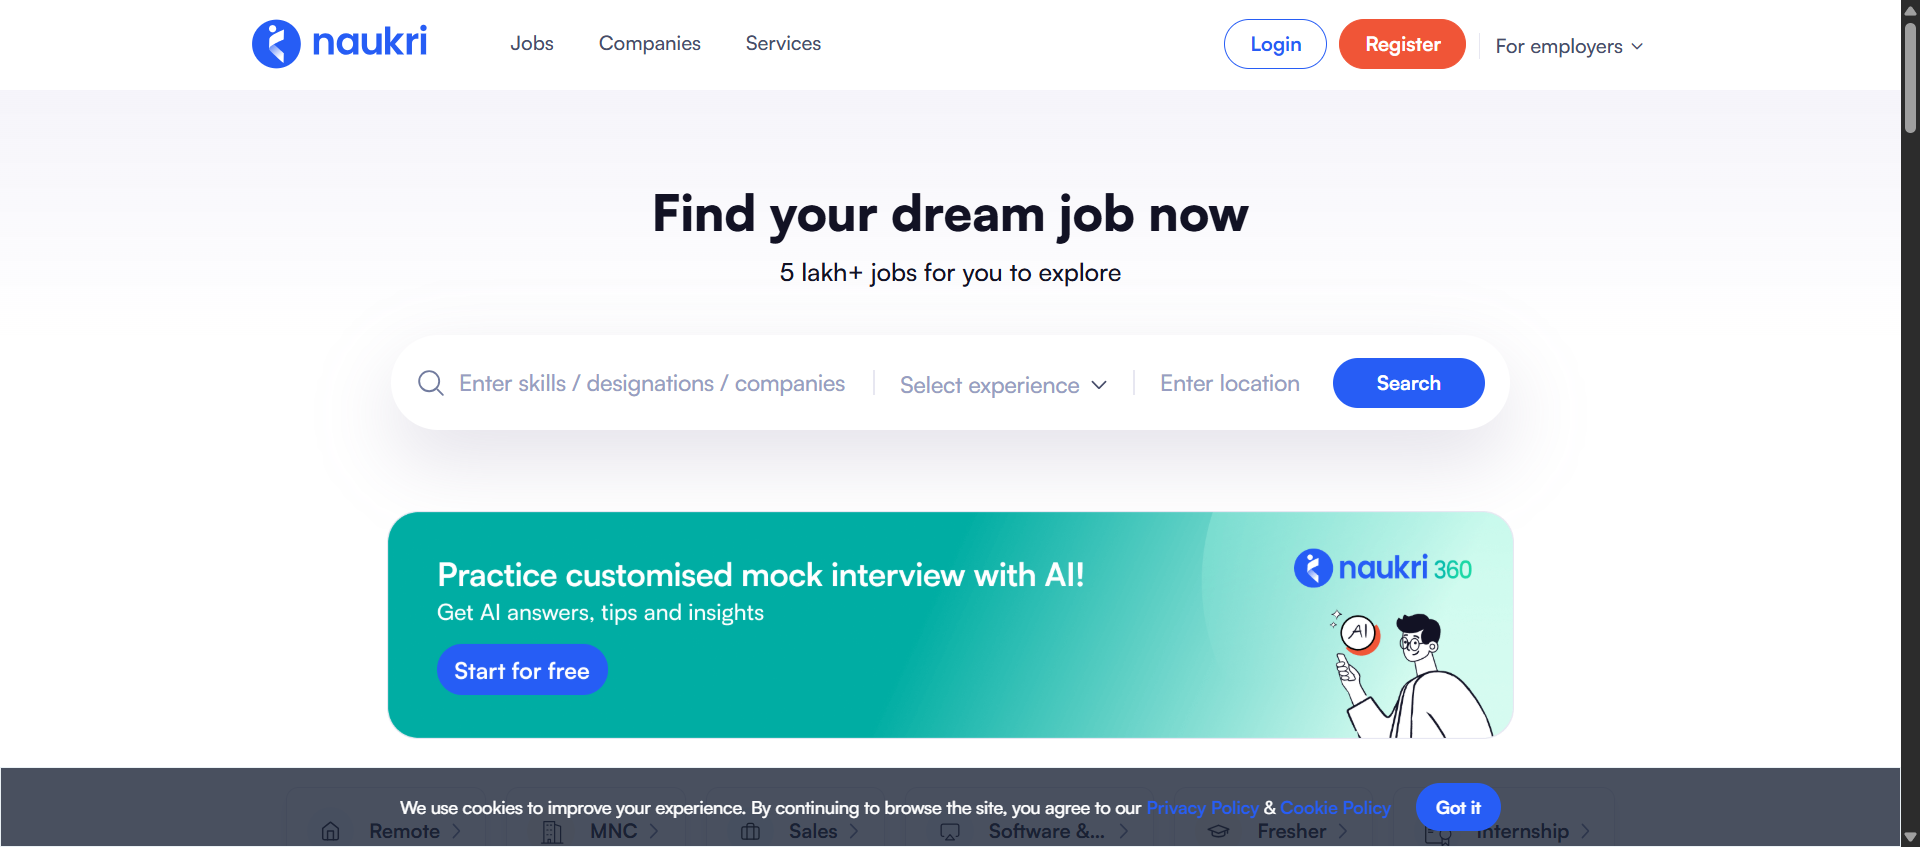 naukri
Jobs Companies Services
Login Register For employers
Find your dream job now
5 lakh+ jobs for you to explore
Enter skills / designations / companies Select experience Enter location Search
Practice customised mock interview with AI!
Get AI answers, tips and insights
Start for free
naukri 360
AI
We use cookies to improve your experience. By continuing to browse the site, you agree to our Privacy Policy & Cookie Policy Got it
Remote MNC Sales Software &... Fresher Internship